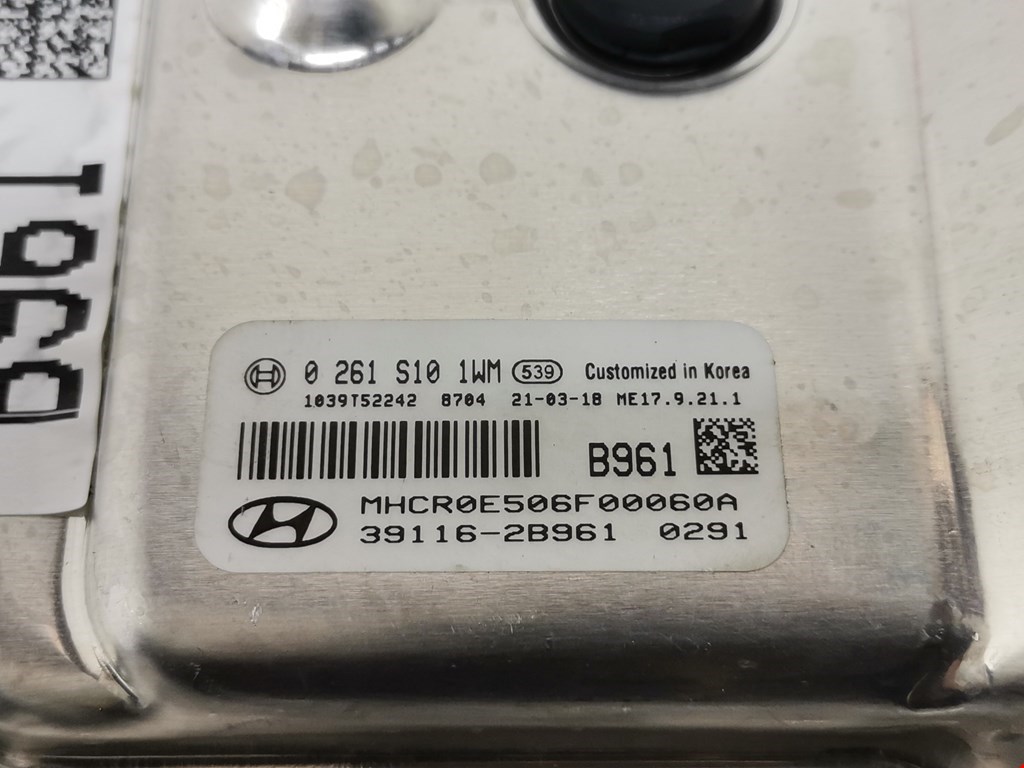 B961
0 261 S10 1WM 539 Customized in Korea
1039T52242 8704 21-03-18 ME17.9.21.1
B961
MHCR0E506F00060A
39116-2B961 0291